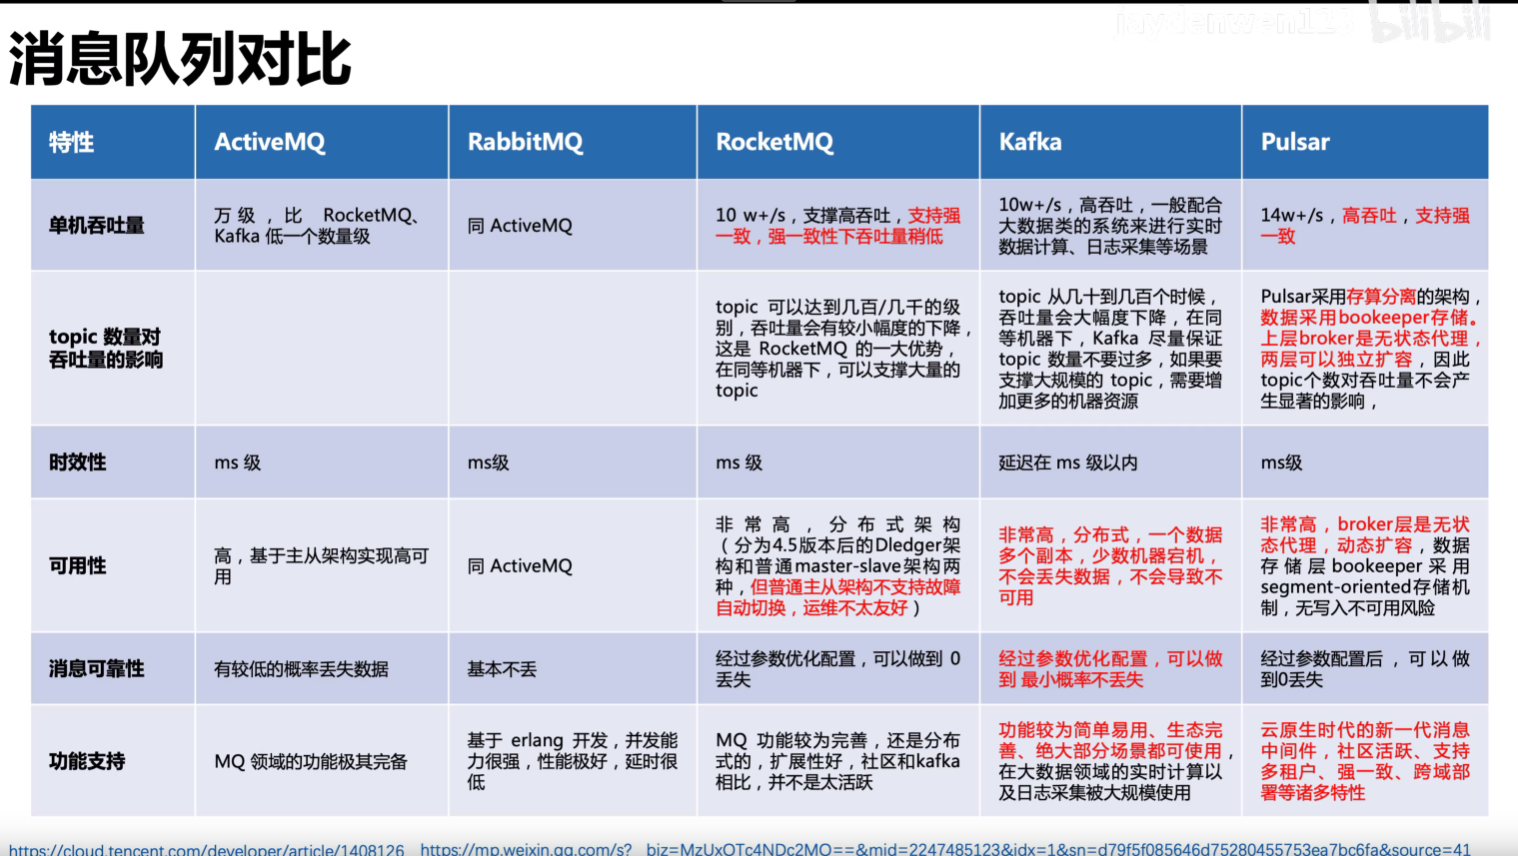 jaydenwen123 bilibili
消息队列对比
特性
ActiveMQ
RabbitMQ
RocketMQ
Kafka
Pulsar
单机吞吐量
万级，比 RocketMQ、
Kafka 低一个数量级
同 ActiveMQ
10 w+/s，支撑高吞吐，支持强
一致，强一致性下吞吐量稍低
10w+/s，高吞吐，一般配合
大数据类的系统来进行实时
数据计算、日志采集等场景
14w+/s，高吞吐，支持强
一致
topic 数量对
吞吐量的影响
topic 可以达到几百/几千的级
别，吞吐量会有较小幅度的下降，
这是 RocketMQ 的一大优势，
在同等机器下，可以支撑大量的
topic
topic 从几十到几百个时候，
吞吐量会大幅度下降，在同
等机器下，Kafka 尽量保证
topic 数量不要过多，如果要
支撑大规模的 topic，需要增
加更多的机器资源
Pulsar采用存算分离的架构，
数据采用bookeeper存储。
上层broker是无状态代理，
两层可以独立扩容，因此
topic个数对吞吐量不会产
生显著的影响，
时效性
ms 级
ms级
ms 级
延迟在 ms 级以内
ms级
可用性
高，基于主从架构实现高可
用
同 ActiveMQ
非常高，分布式架构
（分为4.5版本后的Dledger架
构和普通master-slave架构两
种，但普通主从架构不支持故障
自动切换，运维不太友好）
非常高，分布式，一个数据
多个副本，少数机器宕机，
不会丢失数据，不会导致不
可用
非常高，broker层是无状
态代理，动态扩容，数据
存储层bookeeper采用
segment-oriented存储机
制，无写入不可用风险
消息可靠性
有较低的概率丢失数据
基本不丢
经过参数优化配置，可以做到 0
丢失
经过参数优化配置，可以做
到 最小概率不丢失
经过参数配置后，可以做
到0丢失
功能支持
MQ 领域的功能极其完备
基于 erlang 开发，并发能
力很强，性能极好，延时很
低
MQ 功能较为完善，还是分布
式的，扩展性好，社区和kafka
相比，并不是太活跃
功能较为简单易用、生态完
善、绝大部分场景都可使用，
在大数据领域的实时计算以
及日志采集被大规模使用
云原生时代的新一代消息
中间件，社区活跃、支持
多租户、强一致、跨域部
署等诸多特性
https://cloud.tencent.com/developer/article/1408126 https://mp.weixin.qq.com/s?__biz=MzUxOTc4NDc2MQ==&mid=2247485123&idx=1&sn=d79f5f085646d75280455753ea7bc6fa&source=41